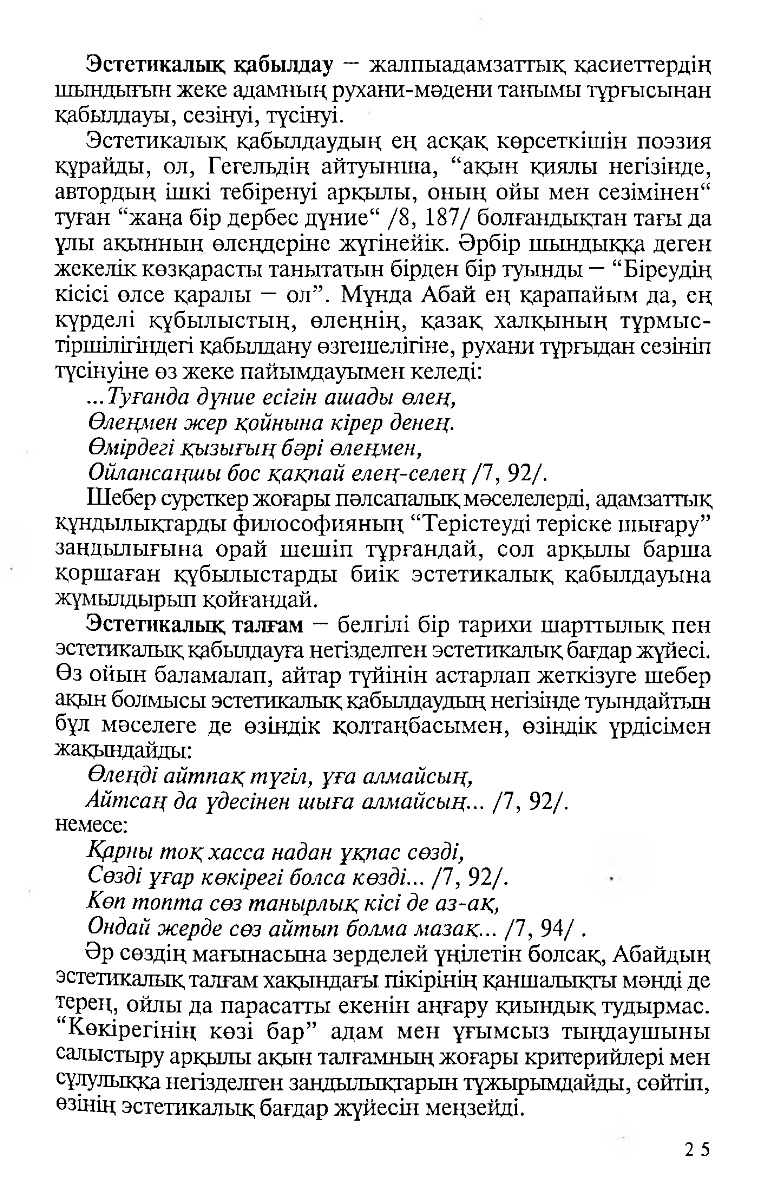 Эстетикалық қабылдау — жалпыадамзаттық қасиеттердің
шындығын жеке адамның рухани-мәдени танымы тұрғысынан
қабылдауы, сезінуі, түсінуі.
Эстетикалық қабылдаудың ең асқақ көрсеткішін поэзия
құрайды, ол, Гегельдің айтуынша, “ақын қиялы негізінде,
автордың ішкі тебіренуі арқылы, оның ойы мен сезімінен“
туған “жаңа бір дербес дүние“ /8, 187/ болғандықтан тағы да
ұлы ақынның өлеңдеріне жүгінейік. Әрбір шындыққа деген
жекелік көзқарасты танытатын бірден бір туынды — “Біреудің
кісісі өлсе қаралы — ол”. Мұнда Абай ең қарапайым да, ең
күрделі құбылыстың, өлеңнің, қазақ халқының тұрмыс-
тіршілігіндегі қабылдану өзгешелігіне, рухани тұрғыдан сезініп
түсінуіне өз жеке пайымдауымен келеді:
...Туғанда дүние есігін ашады өлең,
Өлеңмен жер қойнына кірер денең.
Өмірдегі қызығың бәрі өлеңмен,
Ойлансаңшы бос қақпай елең-селең /7, 92/.
Шебер суреткер жоғары пәлсапалық мәселелерді, адамзаттық
құндылықтарды философияның “Терістеуді теріске шығару”
заңдылығына орай шешіп тұрғандай, сол арқылы барша
қоршаған құбылыстарды биік эстетикалық қабылдауына
жұмылдырып қойғандай.
Эстетикалық талғам — белгілі бір тарихи шарттылық пен
эстетикалық қабылдауға негізделген эстетикалық бағдар жүйесі.
Өз ойын баламалап, айтар түйінін астарлап жеткізуге шебер
ақын болмысы эстетикалық қабылдаудың негізінде туындайтын
бұл мәселеге де өзіндік қолтаңбасымен, өзіндік үрдісімен
жақындайды:
Өлеңді айтпақ түгіл, ұға алмайсың,
Айтсаң да үдесінен шыға алмайсың... /7, 92/.
немесе:
Қарны тоқ хасса надан ұқпас сөзді,
Сөзді ұғар көкірегі болса көзді... /7, 92/.
Көп топта сөз танырлық кісі де аз-ақ,
Ондай жерде сөз айтып болма мазақ... /7, 94/ .
Әр сөздің мағынасына зерделей үңілетін болсақ, Абайдың
эстетикалық талғам хақындағы пікірінің қаншалықты мәнді де
терең, ойлы да парасатты екенін аңғару қиындық тудырмас.
“Көкірегінің көзі бар” адам мен ұғымсыз тыңдаушыны
салыстыру арқылы ақын талғамның жоғары критерийлері мен
сұлулыққа негізделген заңдылықтарын тұжырымдайды, сөйтіп,
өзінің эстетикалық бағдар жүйесін меңзейді.
25